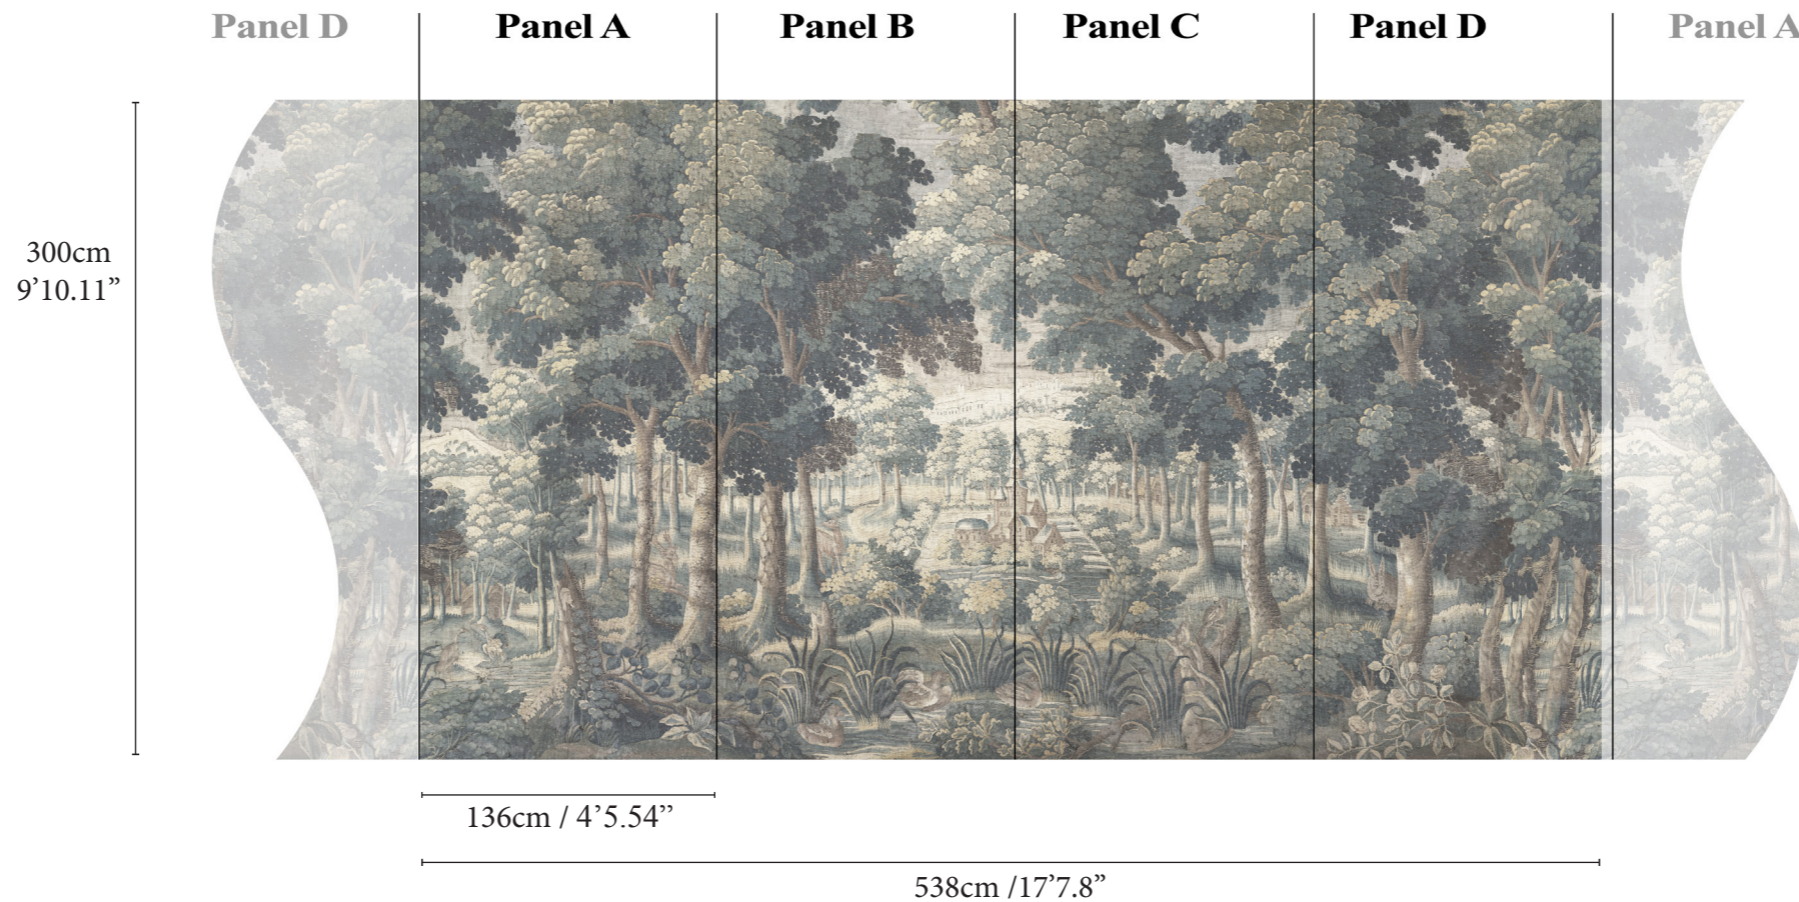 Panel D Panel A Panel B Panel C Panel D Panel A
300cm
9’10.11”
136cm / 4’5.54”
538cm /17’7.8”